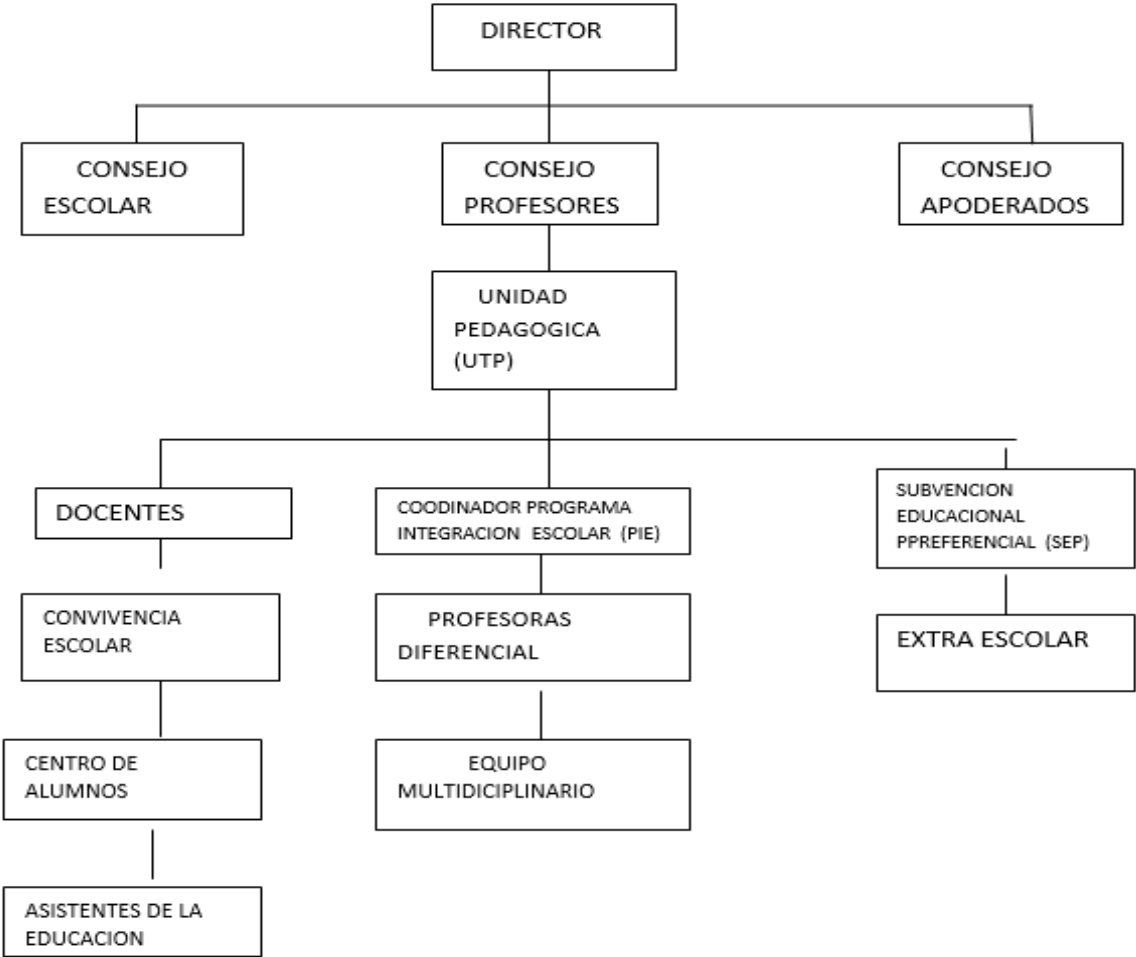 DIRECTOR
CONSEJO
ESCOLAR
CONSEJO
PROFESORES
CONSEJO
APODERADOS
UNIDAD
PEDAGOGICA
(UTP)
DOCENTES
COODINADOR PROGRAMA
INTEGRACION ESCOLAR (PIE)
SUBVENCION
EDUCACIONAL
PPREFERENCIAL (SEP)
CONVIVENCIA
ESCOLAR
PROFESORAS
DIFERENCIAL
EXTRA ESCOLAR
CENTRO DE
ALUMNOS
EQUIPO
MULTIDICIPLINARIO
ASISTENTES DE LA
EDUCACION